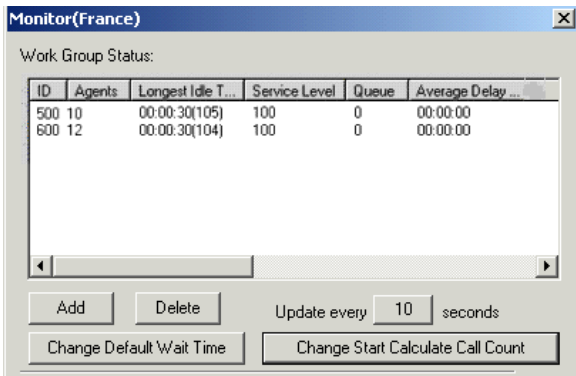 Monitor(France)
Work Group Status:
ID Agents Longest Idle T... Service Level Queue Average Delay ...
500 10 00:00:30(105) 100 0 00:00:00
600 12 00:00:30(104) 100 0 00:00:00
Add Delete Update every 10 seconds
Change Default Wait Time Change Start Calculate Call Count